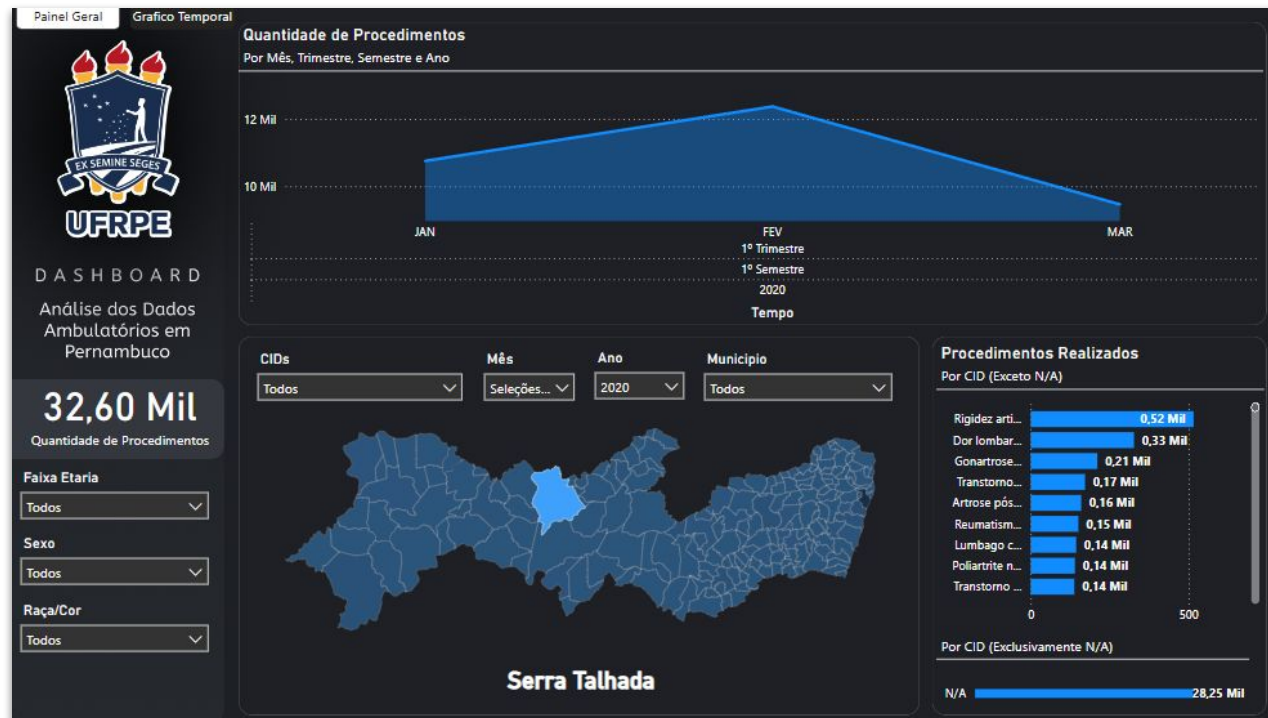 Painel Geral
Grafico Temporal
EX SEMINE SEGES
UFRPE
DASHBOARD
Análise dos Dados
Ambulatórios em
Pernambuco
32,60 Mil
Quantidade de Procedimentos
Faixa Etaria
Todos
Sexo
Todos
Raça/Cor
Todos
Quantidade de Procedimentos
Por Mês, Trimestre, Semestre e Ano
12 Mil
10 Mil
JAN FEV MAR
1º Trimestre
1º Semestre
2020
Tempo
CIDs
Todos
Mês
Seleções...
Ano
2020
Municipio
Todos
Serra Talhada
Procedimentos Realizados
Por CID (Exceto N/A)
Rigidez arti... 0,52 Mil
Dor lombar... 0,33 Mil
Gonartrose... 0,21 Mil
Transtorno... 0,17 Mil
Artrose pós... 0,16 Mil
Reumatism... 0,15 Mil
Lumbago c... 0,14 Mil
Poliartrite n... 0,14 Mil
Transtorno ... 0,14 Mil
0 500
Por CID (Exclusivamente N/A)
N/A 28,25 Mil